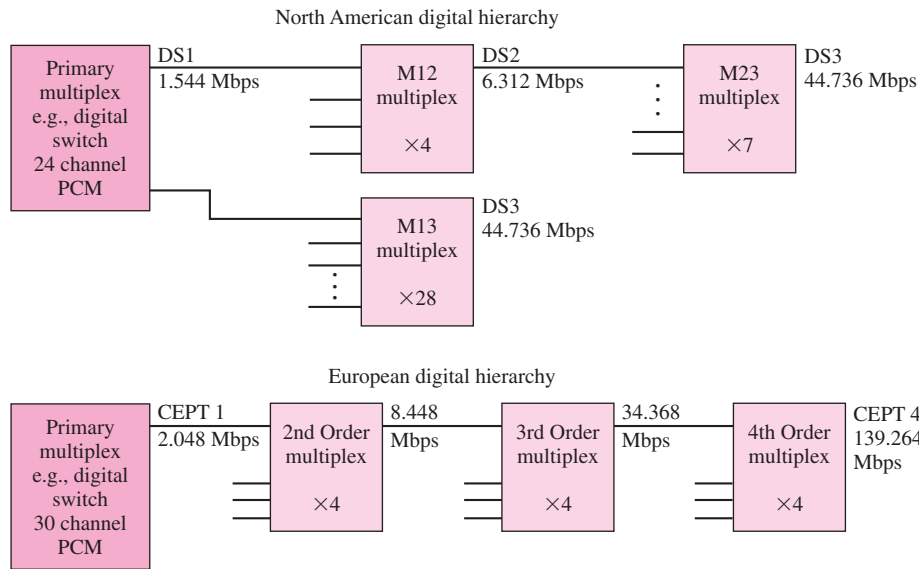 North American digital hierarchy
Primary
multiplex
e.g., digital
switch
24 channel
PCM
DS1
1.544 Mbps
M12
multiplex
×4
DS2
6.312 Mbps
M23
multiplex
×7
DS3
44.736 Mbps
M13
multiplex
×28
DS3
44.736 Mbps
European digital hierarchy
Primary
multiplex
e.g., digital
switch
30 channel
PCM
CEPT 1
2.048 Mbps
2nd Order
multiplex
×4
8.448
Mbps
3rd Order
multiplex
×4
34.368
Mbps
4th Order
multiplex
×4
CEPT 4
139.264
Mbps